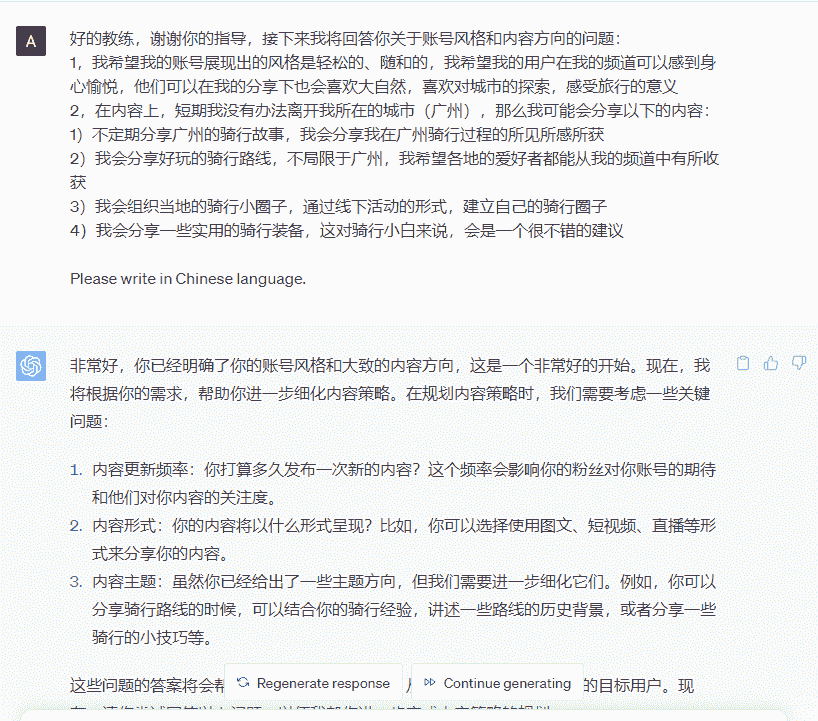 A
好的教练，谢谢你的指导，接下来我将回答你关于账号风格和内容方向的问题：
1，我希望我的账号展现出的风格是轻松的、随和的，我希望我的用户在我的频道可以感到身
心愉悦，他们可以在我的分享下也会喜欢大自然，喜欢对城市的探索，感受旅行的意义
2，在内容上，短期我没有办法离开我所在的城市（广州），那么我可能会分享以下的内容：
1）不定期分享广州的骑行故事，我会分享我在广州骑行过程的所见所感所获
2）我会分享好玩的骑行路线，不局限于广州，我希望各地的爱好者都能从我的频道中有所收
获
3）我会组织当地的骑行小圈子，通过线下活动的形式，建立自己的骑行圈子
4）我会分享一些实用的骑行装备，这对骑行小白来说，会是一个很不错的建议
Please write in Chinese language.
非常好，你已经明确了你的账号风格和大致的内容方向，这是一个非常好的开始。现在，我
将根据你的需求，帮助你进一步细化内容策略。在规划内容策略时，我们需要考虑一些关键
问题：
1. 内容更新频率：你打算多久发布一次新的内容？这个频率会影响你的粉丝对你账号的期待
和他们对你内容的关注度。
2. 内容形式：你的内容将以什么形式呈现？比如，你可以选择使用图文、短视频、直播等形
式来分享你的内容。
3. 内容主题：虽然你已经给出了一些主题方向，但我们需要进一步细化它们。例如，你可以
分享骑行路线的时候，可以结合你的骑行经验，讲述一些路线的历史背景，或者分享一些
骑行的小技巧等。
这些问题的答案将会帮 Regenerate response Continue generating 的目标用户。现